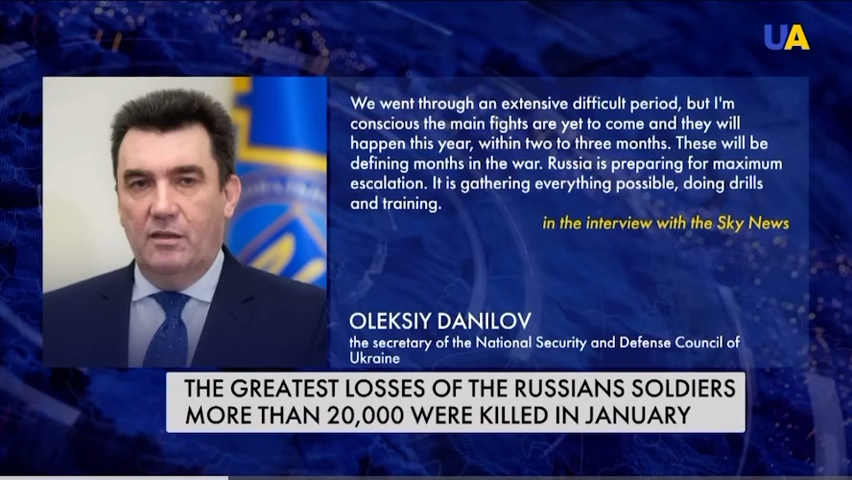 UA
We went through an extensive difficult period, but I'm
conscious the main fights are yet to come and they will
happen this year, within two to three months. These will be
defining months in the war. Russia is preparing for maximum
escalation. It is gathering everything possible, doing drills
and training.
in the interview with the Sky News
OLEKSIY DANILOV
the secretary of the National Security and Defense Council of
Ukraine
THE GREATEST LOSSES OF THE RUSSIANS SOLDIERS
MORE THAN 20,000 WERE KILLED IN JANUARY